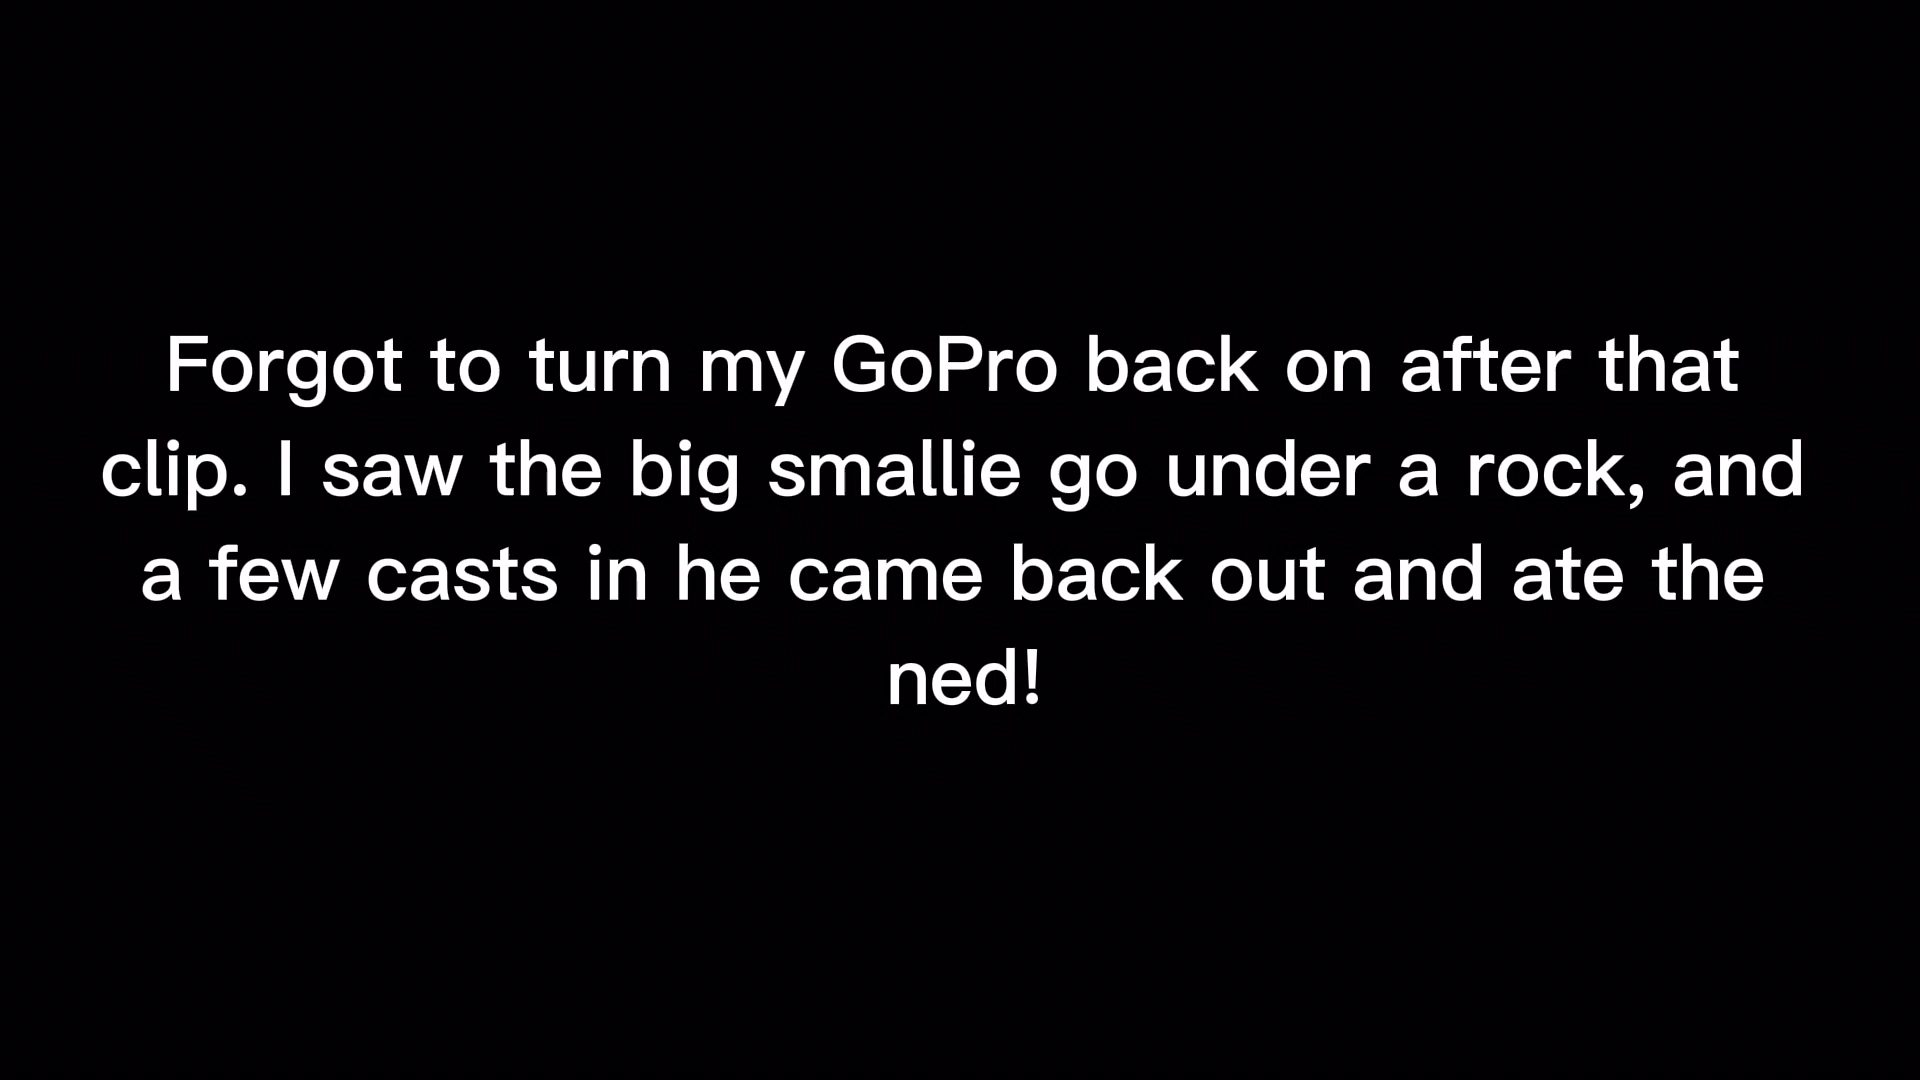 Forgot to turn my GoPro back on after that
clip. I saw the big smallie go under a rock, and
a few casts in he came back out and ate the
ned!